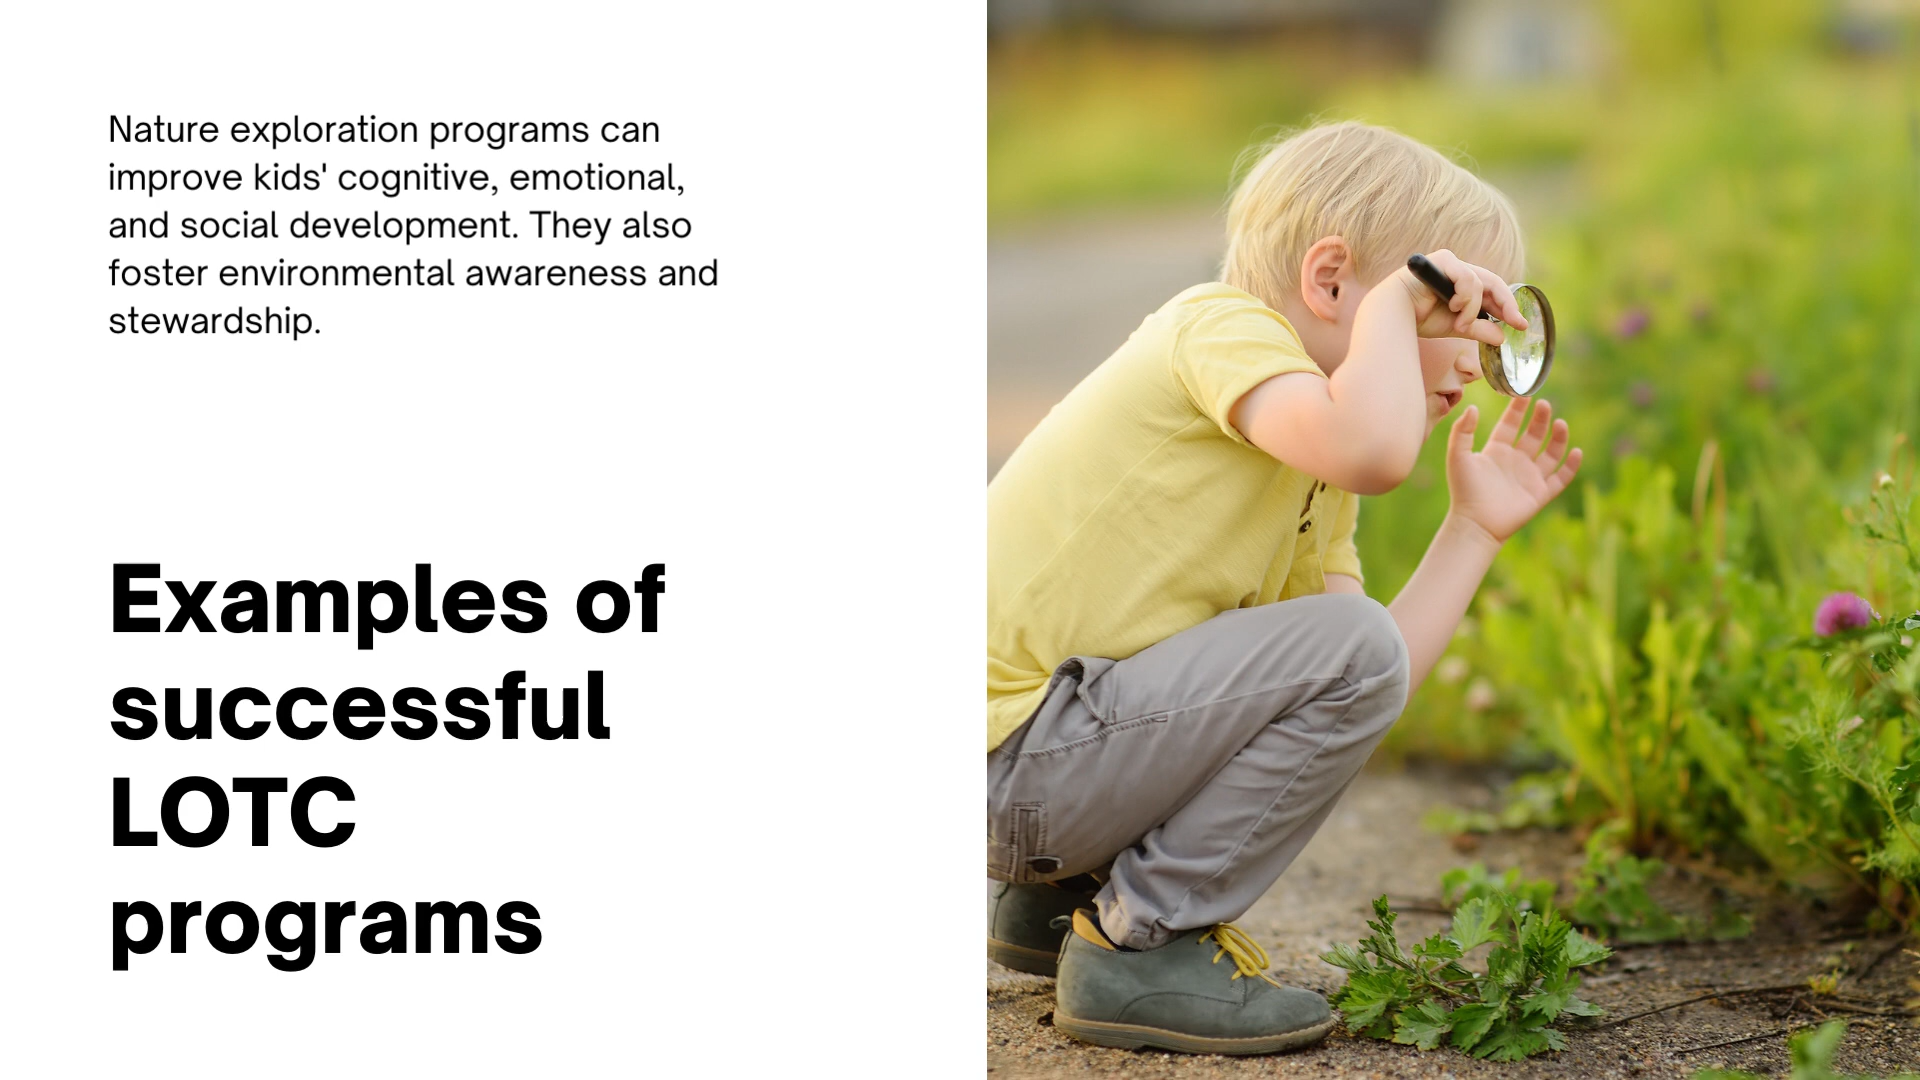 Nature exploration programs can
improve kids' cognitive, emotional,
and social development. They also
foster environmental awareness and
stewardship.
Examples of
successful
LOTC
programs